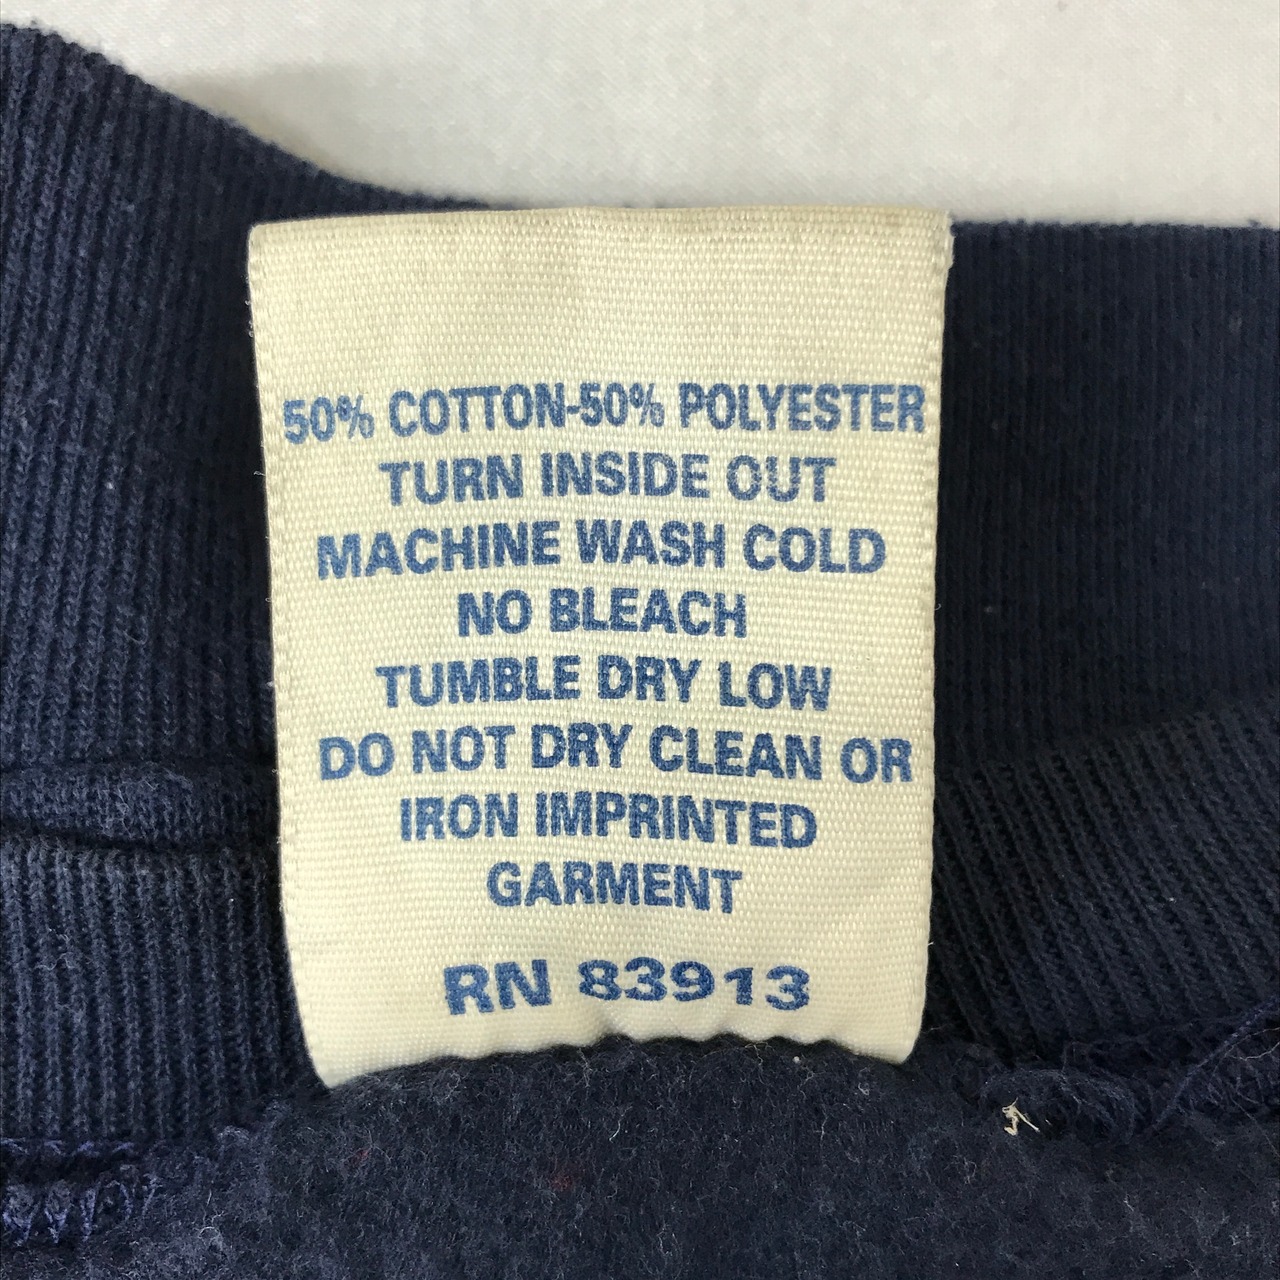 50% COTTON-50% POLYESTER
TURN INSIDE OUT
MACHINE WASH COLD
NO BLEACH
TUMBLE DRY LOW
DO NOT DRY CLEAN OR
IRON IMPRINTED
GARMENT
RN 83913